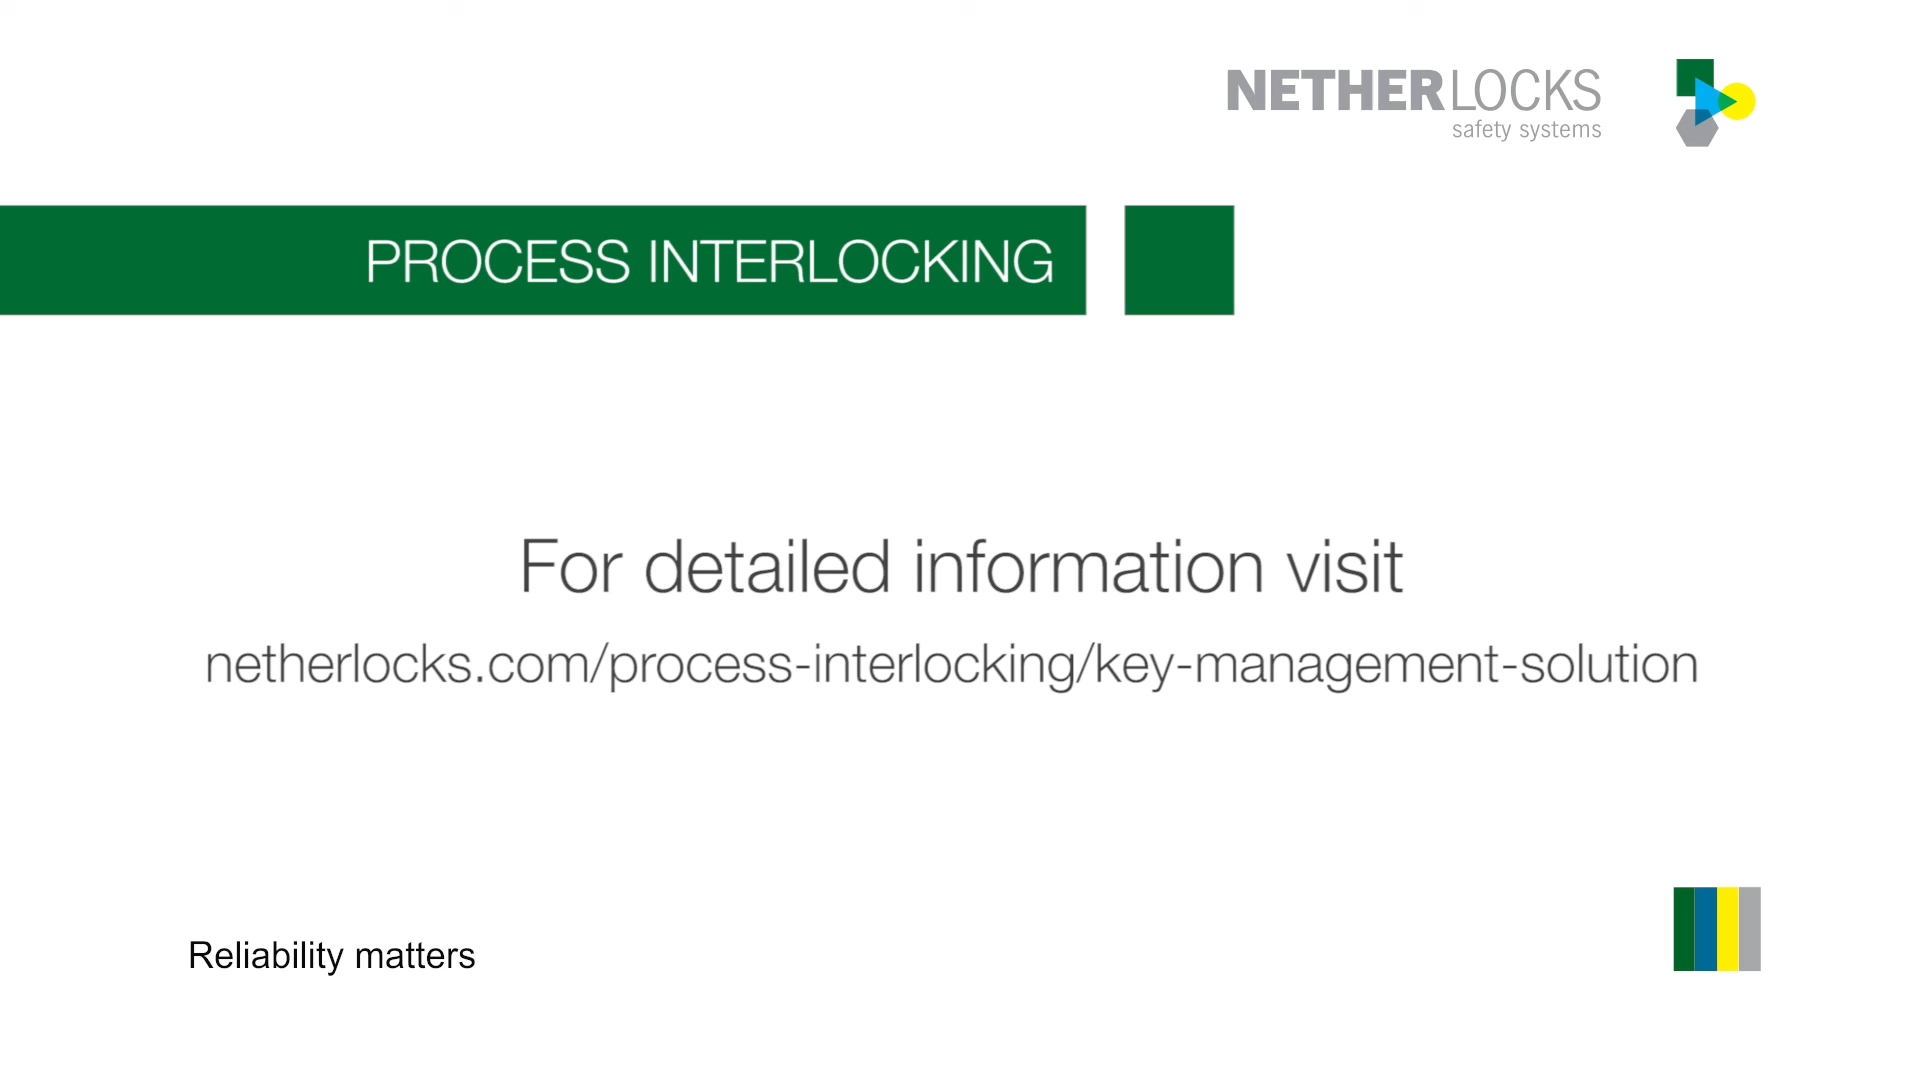 NETHERLOCKS
safety systems
PROCESS INTERLOCKING
For detailed information visit
netherlocks.com/process-interlocking/key-management-solution
Reliability matters